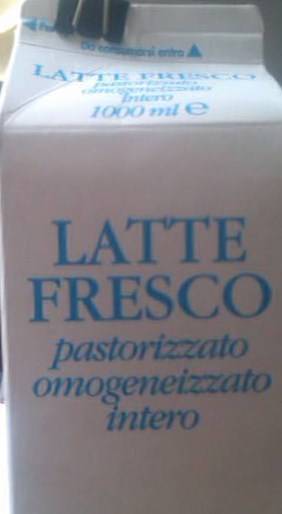 Da consumarsi entro
LATTE FRESCO
pastorizzato
omogeneizzato
intero
1000 ml e
LATTE
FRESCO
pastorizzato
omogeneizzato
intero